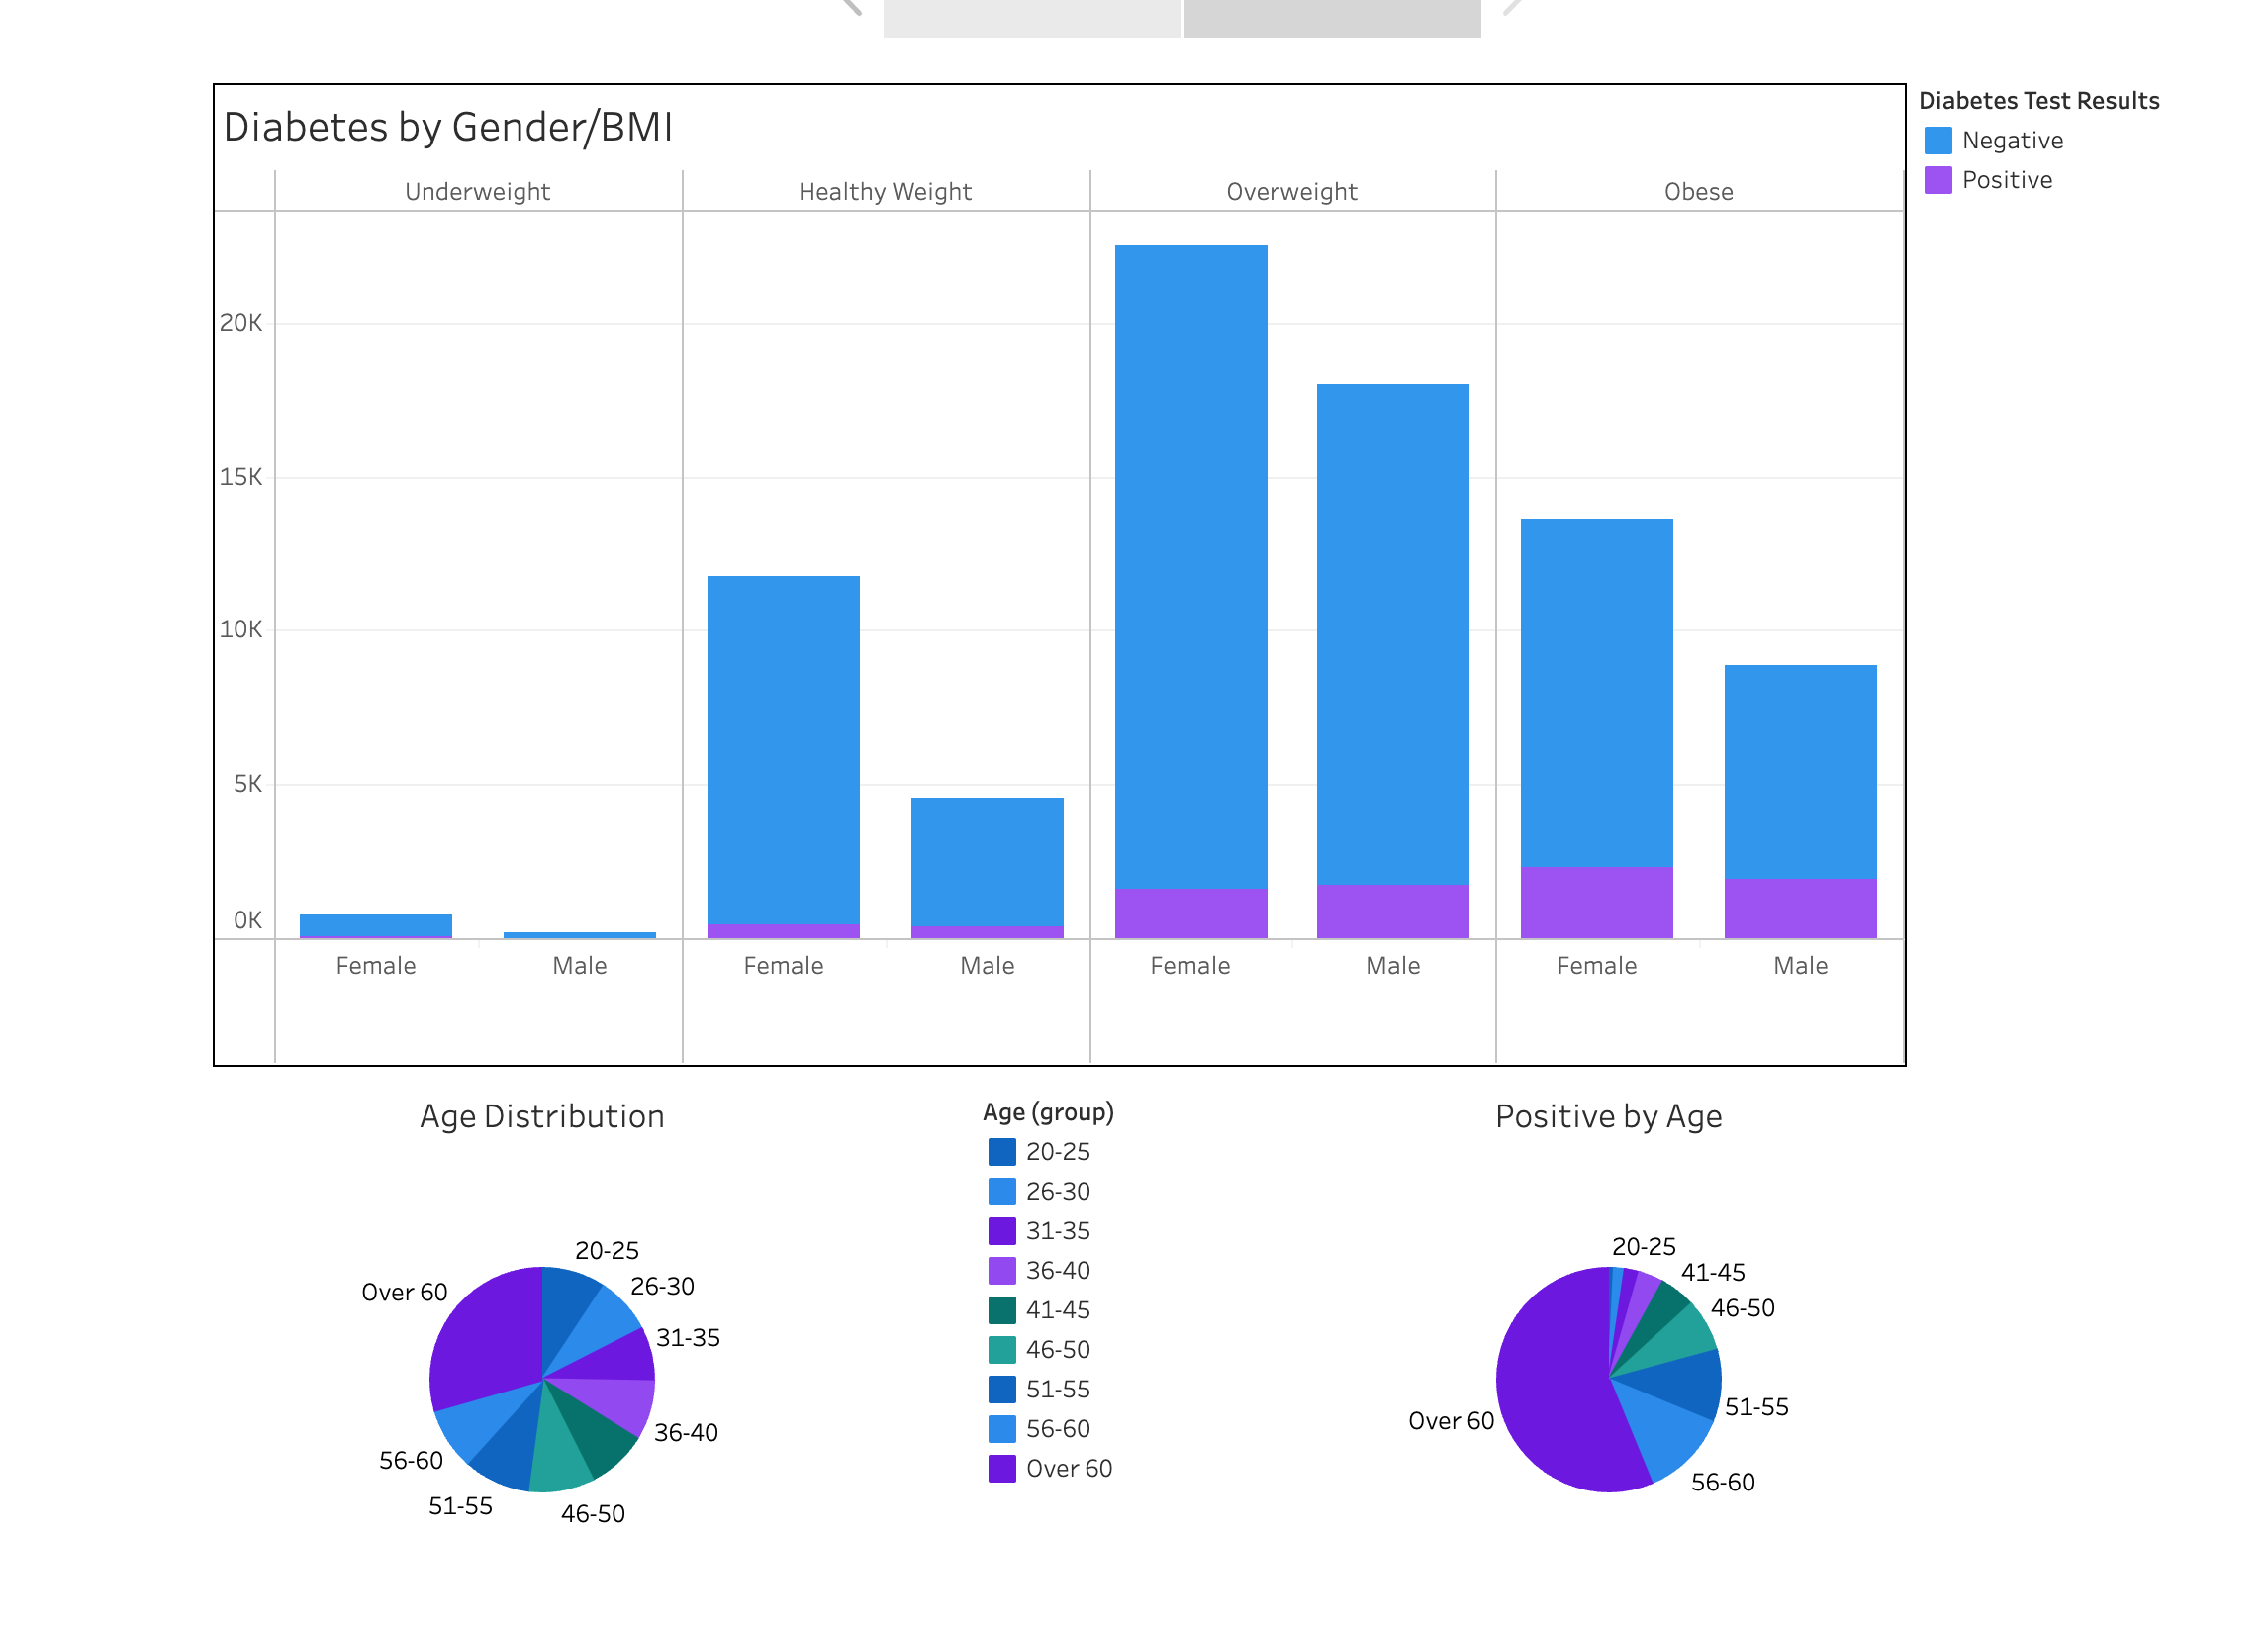 Diabetes by Gender/BMI
Underweight Healthy Weight Overweight Obese
20K
15K
10K
5K
0K
Female Male Female Male Female Male Female Male
Diabetes Test Results
Negative
Positive
Age Distribution
20-25
26-30
31-35
36-40
46-50
51-55
56-60
Over 60
Age (group)
20-25
26-30
31-35
36-40
41-45
46-50
51-55
56-60
Over 60
Positive by Age
20-25
41-45
46-50
51-55
56-60
Over 60